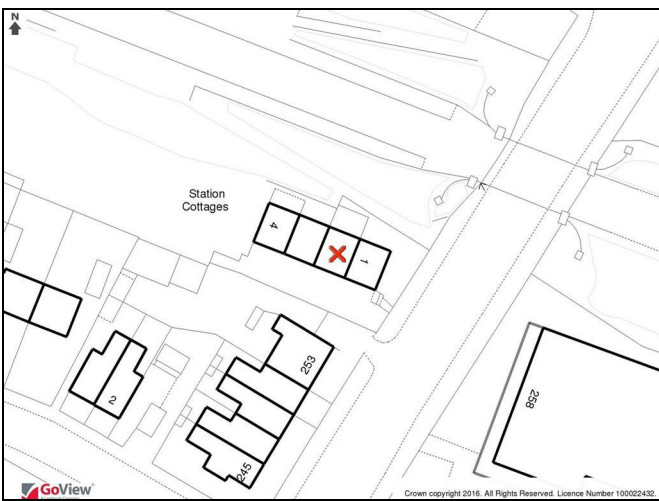 N
Station
Cottages
4
1
253
258
2
245
GoView
Crown copyright 2016. All Rights Reserved. Licence Number 100022432.